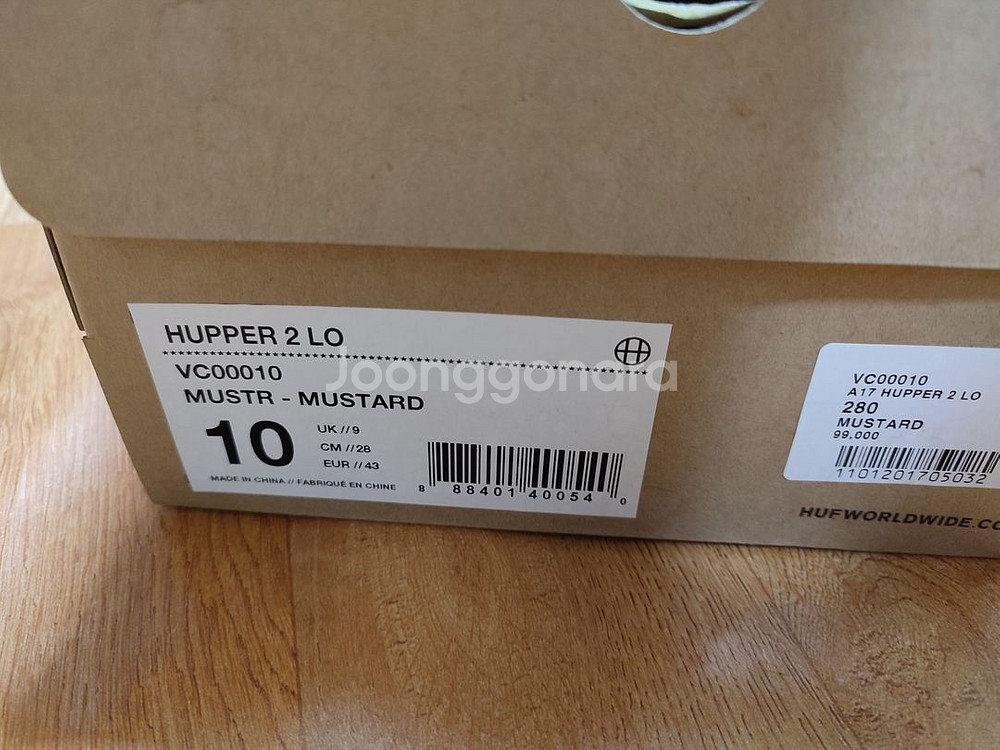 HUPPER 2 LO
VC00010
MUSTR - MUSTARD
10
UK // 9
CM // 28
EUR // 43
MADE IN CHINA // FABRIQUÉ EN CHINE
8 88401 40054 0
Joonggonara
VC00010
A17 HUPPER 2 LO
280
MUSTARD
99,000
1101201705032
HUFWORLDWIDE.CO